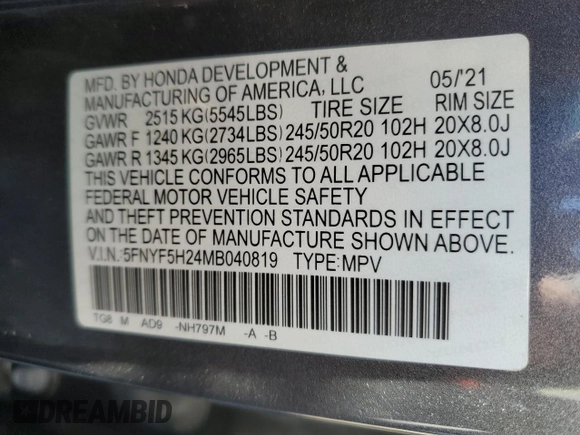 MFD. BY HONDA DEVELOPMENT &
MANUFACTURING OF AMERICA, LLC 05/'21
GVWR 2515 KG(5545LBS) TIRE SIZE RIM SIZE
GAWR F 1240 KG(2734LBS) 245/50R20 102H 20X8.0J
GAWR R 1345 KG(2965LBS) 245/50R20 102H 20X8.0J
THIS VEHICLE CONFORMS TO ALL APPLICABLE
FEDERAL MOTOR VEHICLE SAFETY
AND THEFT PREVENTION STANDARDS IN EFFECT
ON THE DATE OF MANUFACTURE SHOWN ABOVE.
V.I.N.:5FNYF5H24MB040819 TYPE:MPV
TG8 M AD9 -NH797M -A -B
DREAMBID